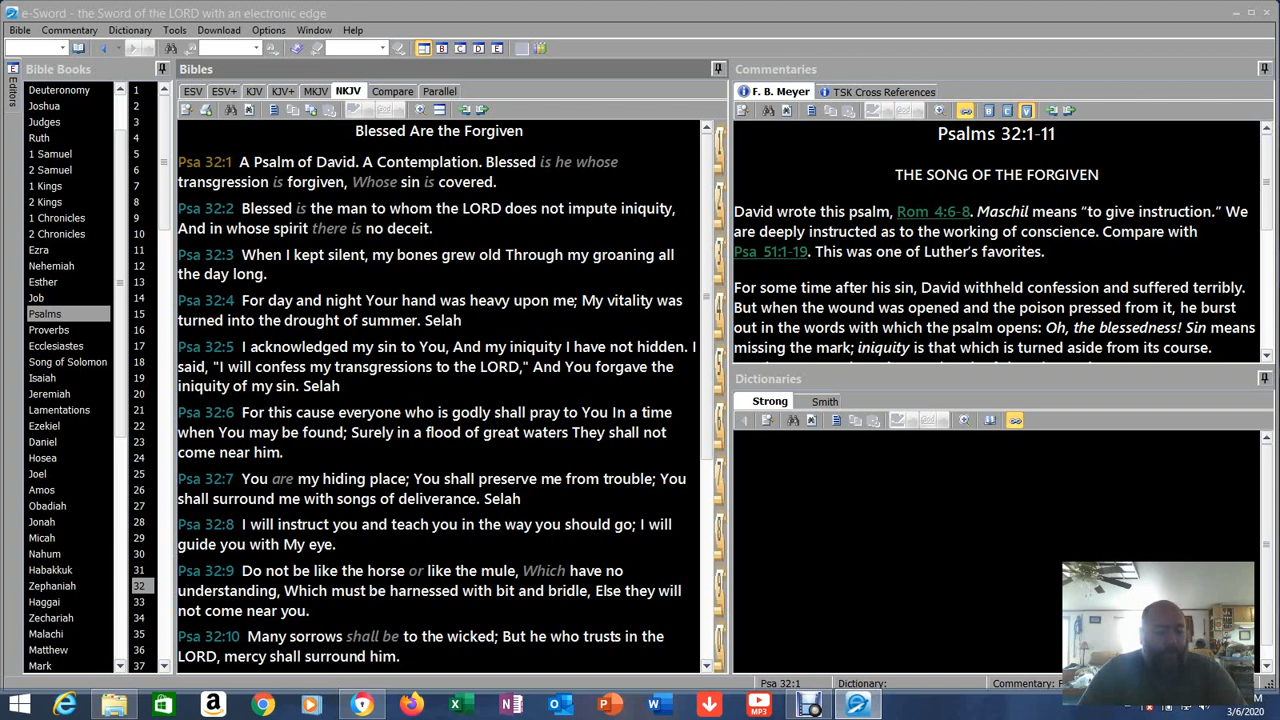 e-Sword - the Sword of the LORD with an electronic edge
Bible Commentary Dictionary Tools Download Options Window Help
B C D E
Editors
Bible Books
Deuteronomy 1
Joshua 2
Judges 3
Ruth 4
1 Samuel 5
2 Samuel 6
1 Kings 7
2 Kings 8
1 Chronicles 9
2 Chronicles 10
Ezra 11
Nehemiah 12
Esther 13
Job 14
Psalms 15
Proverbs 16
Ecclesiastes 17
Song of Solomon 18
Isaiah 19
Jeremiah 20
Lamentations 21
Ezekiel 22
Daniel 23
Hosea 24
Joel 25
Amos 26
Obadiah 27
Jonah 28
Micah 29
Nahum 30
Habakkuk 31
Zephaniah 32
Haggai 33
Zechariah 34
Malachi 35
Matthew 36
Mark 37
Bibles
ESV ESV+ KJV KJV+ MKJV NKJV Compare Parallel
Blessed Are the Forgiven
Psa 32:1 A Psalm of David. A Contemplation. Blessed is he whose
transgression is forgiven, Whose sin is covered.
Psa 32:2 Blessed is the man to whom the LORD does not impute iniquity,
And in whose spirit there is no deceit.
Psa 32:3 When I kept silent, my bones grew old Through my groaning all
the day long.
Psa 32:4 For day and night Your hand was heavy upon me; My vitality was
turned into the drought of summer. Selah
Psa 32:5 I acknowledged my sin to You, And my iniquity I have not hidden. I
said, "I will confess my transgressions to the LORD," And You forgave the
iniquity of my sin. Selah
Psa 32:6 For this cause everyone who is godly shall pray to You In a time
when You may be found; Surely in a flood of great waters They shall not
come near him.
Psa 32:7 You are my hiding place; You shall preserve me from trouble; You
shall surround me with songs of deliverance. Selah
Psa 32:8 I will instruct you and teach you in the way you should go; I will
guide you with My eye.
Psa 32:9 Do not be like the horse or like the mule, Which have no
understanding, Which must be harnessed with bit and bridle, Else they will
not come near you.
Psa 32:10 Many sorrows shall be to the wicked; But he who trusts in the
LORD, mercy shall surround him.
Commentaries
F. B. Meyer TSK Cross References
Psalms 32:1-11
THE SONG OF THE FORGIVEN
David wrote this psalm, Rom 4:6-8. Maschil means “to give instruction.” We
are deeply instructed as to the working of conscience. Compare with
Psa 51:1-19. This was one of Luther’s favorites.
For some time after his sin, David withheld confession and suffered terribly.
But when the wound was opened and the poison pressed from it, he burst
out in the words with which the psalm opens: Oh, the blessedness! Sin means
missing the mark; iniquity is that which is turned aside from its course.
Dictionaries
Strong Smith
Psa 32:1 Dictionary: Commentary:
MP3
3/6/2020